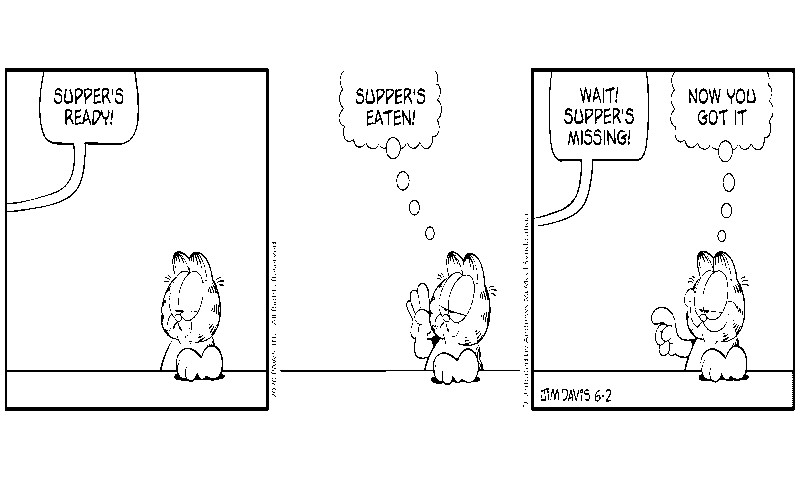 SUPPER'S
READY!
SUPPER'S
EATEN!
WAIT!
SUPPER'S
MISSING!
NOW YOU
GOT IT
JIM DAVIS 6-2